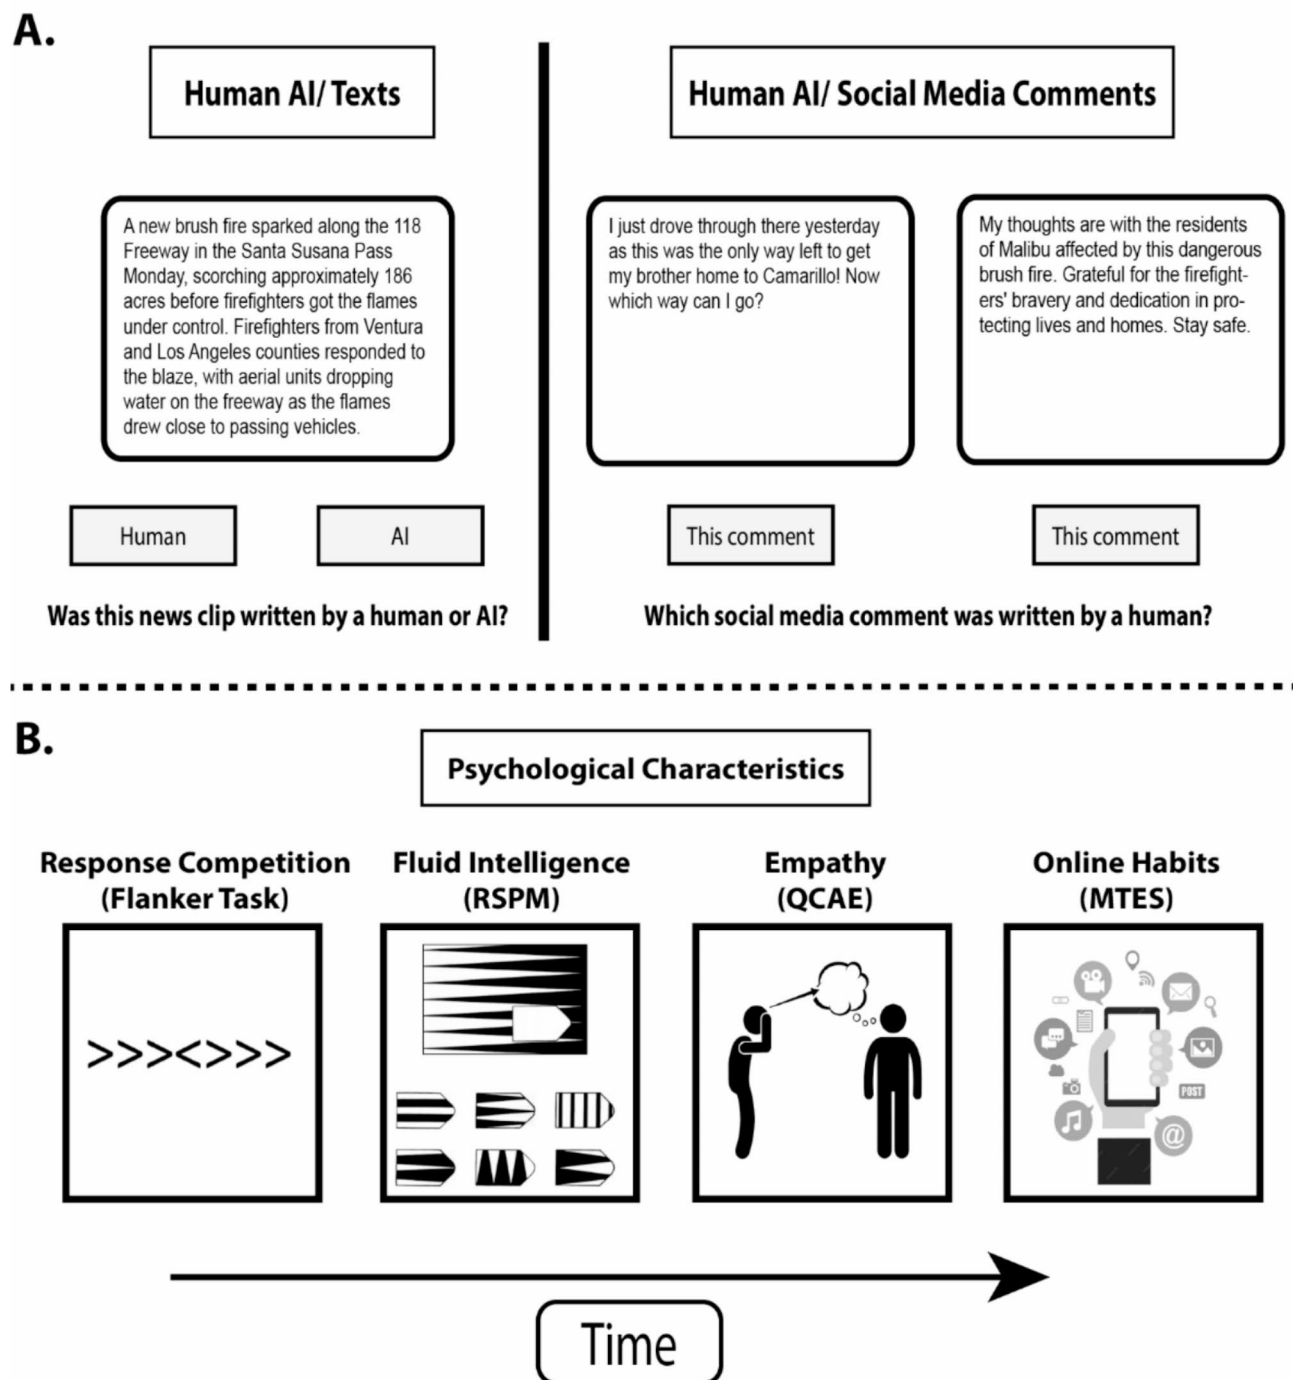 A.
Human AI/ Texts
Human AI/ Social Media Comments
A new brush fire sparked along the 118
Freeway in the Santa Susana Pass
Monday, scorching approximately 186
acres before firefighters got the flames
under control. Firefighters from Ventura
and Los Angeles counties responded to
the blaze, with aerial units dropping
water on the freeway as the flames
drew close to passing vehicles.
I just drove through there yesterday
as this was the only way left to get
my brother home to Camarillo! Now
which way can I go?
My thoughts are with the residents
of Malibu affected by this dangerous
brush fire. Grateful for the firefight-
ers' bravery and dedication in pro-
tecting lives and homes. Stay safe.
Human
AI
This comment
This comment
Was this news clip written by a human or AI?
Which social media comment was written by a human?
B.
Psychological Characteristics
Response Competition
(Flanker Task)
Fluid Intelligence
(RSPM)
Empathy
(QCAE)
Online Habits
(MTES)
>>><>>>
POST
@
Time